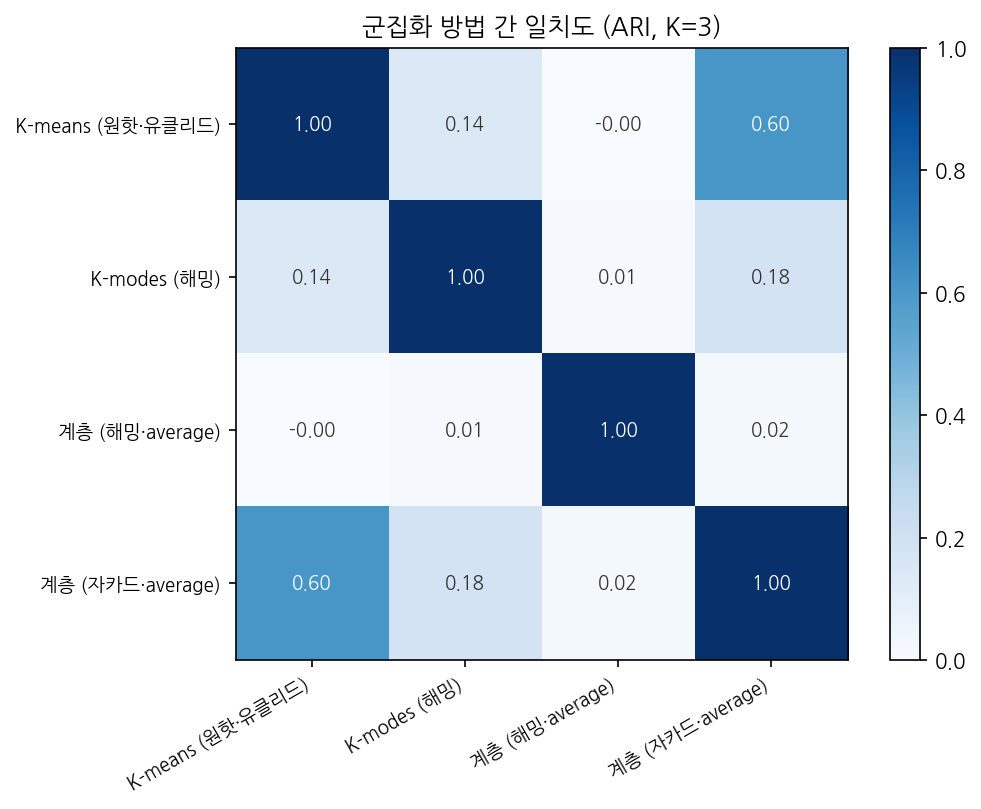 군집화 방법 간 일치도 (ARI, K=3)
K-means (원핫·유클리드)
1.00 0.14 -0.00 0.60
K-modes (해밍)
0.14 1.00 0.01 0.18
계층 (해밍·average)
-0.00 0.01 1.00 0.02
계층 (자카드·average)
0.60 0.18 0.02 1.00
K-means (원핫·유클리드)
K-modes (해밍)
계층 (해밍·average)
계층 (자카드·average)
1.0
0.8
0.6
0.4
0.2
0.0